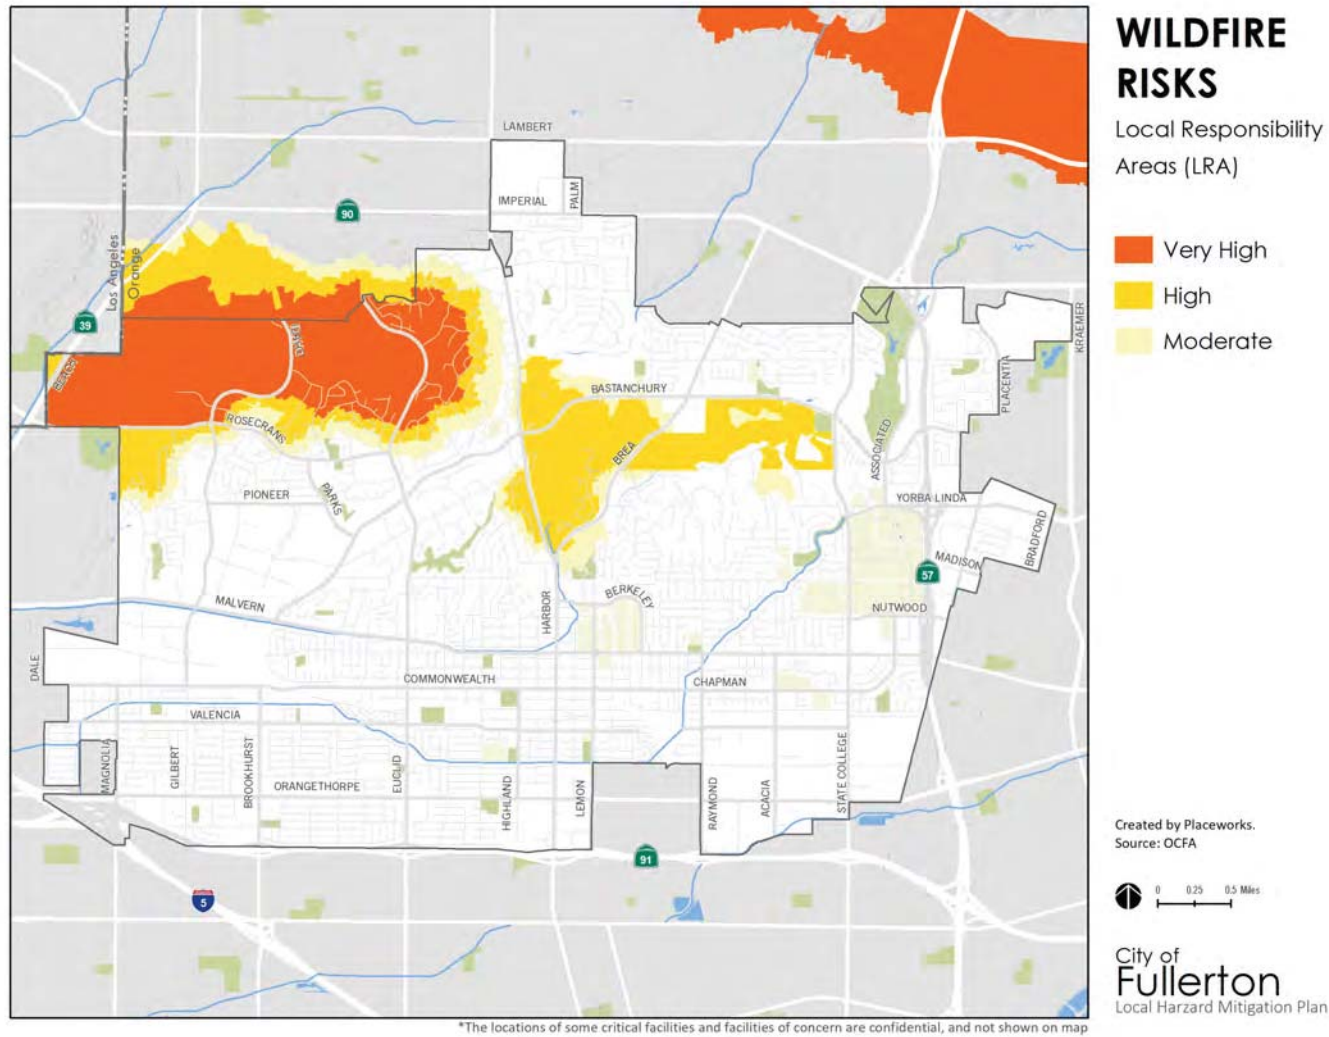 WILDFIRE
RISKS
Local Responsibility
Areas (LRA)
Very High
High
Moderate
LAMBERT
IMPERIAL
PALM
90
Los Angeles
Orange
39
BEACH
PARKS
ROSECRANS
BASTANCHURY
BREA
KRAEMER
PLACENTIA
ASSOCIATED
PIONEER
PARKS
YORBA LINDA
BRADFORD
MADISON
57
NUTWOOD
MALVERN
HARBOR
BERKELEY
DALE
COMMONWEALTH
CHAPMAN
VALENCIA
MAGNOLIA
GILBERT
BROOKHURST
ORANGETHORPE
EUCLID
HIGHLAND
LEMON
RAYMOND
ACACIA
STATE COLLEGE
91
5
Created by Placeworks.
Source: OCFA
0 0.25 0.5 Miles
City of
Fullerton
Local Harzard Mitigation Plan
*The locations of some critical facilities and facilities of concern are confidential, and not shown on map